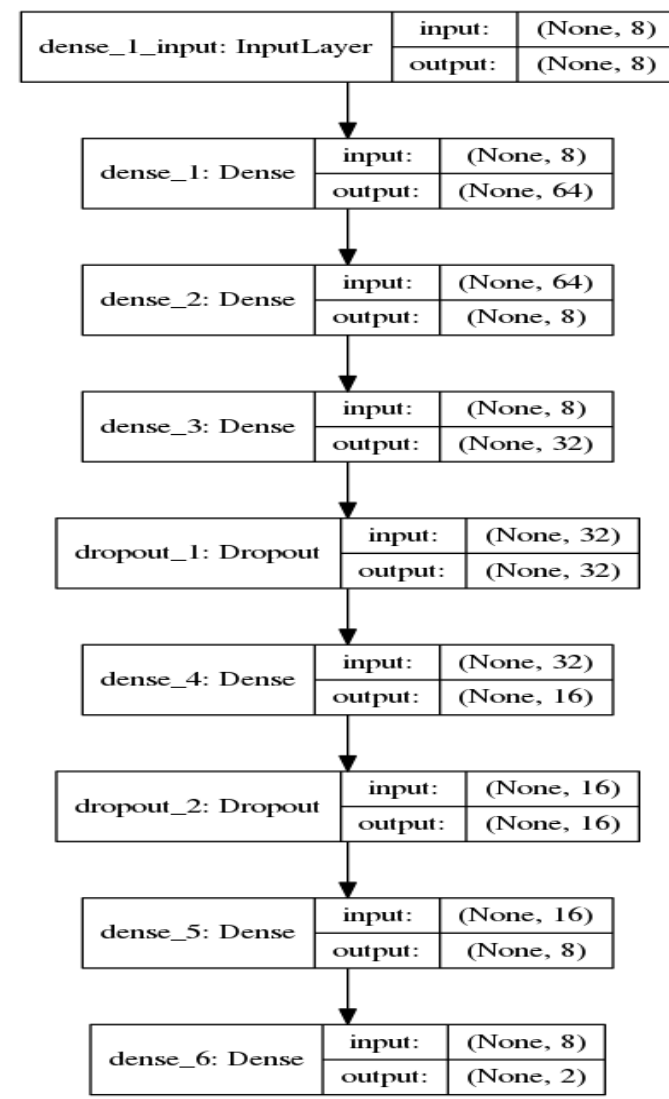 dense_1_input: InputLayer
input: (None, 8)
output: (None, 8)
dense_1: Dense
input: (None, 8)
output: (None, 64)
dense_2: Dense
input: (None, 64)
output: (None, 8)
dense_3: Dense
input: (None, 8)
output: (None, 32)
dropout_1: Dropout
input: (None, 32)
output: (None, 32)
dense_4: Dense
input: (None, 32)
output: (None, 16)
dropout_2: Dropout
input: (None, 16)
output: (None, 16)
dense_5: Dense
input: (None, 16)
output: (None, 8)
dense_6: Dense
input: (None, 8)
output: (None, 2)